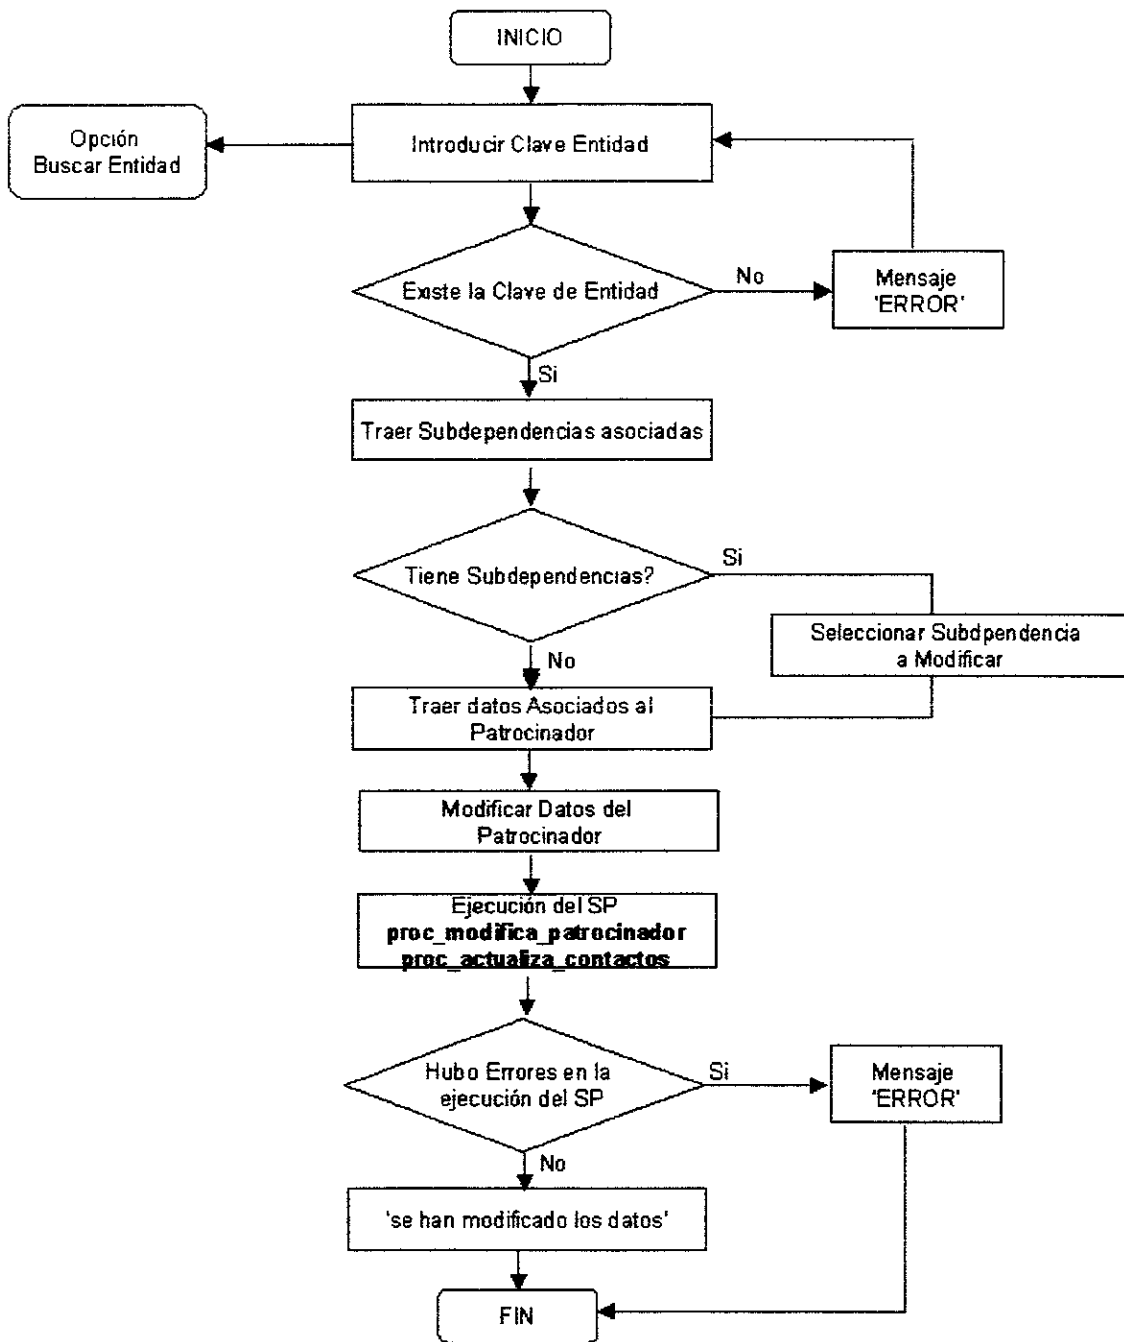 INICIO
Opción
Buscar Entidad
Introducir Clave Entidad
Existe la Clave de Entidad
No
Mensaje
'ERROR'
Si
Traer Subdependencias asociadas
Tiene Subdependencias?
Si
Seleccionar Subdpendencia
a Modificar
No
Traer datos Asociados al
Patrocinador
Modificar Datos del
Patrocinador
Ejecución del SP
proc_modifica_patrocinador
proc_actualiza_contactos
Hubo Errores en la
ejecución del SP
Si
Mensaje
'ERROR'
No
'se han modificado los datos'
FIN